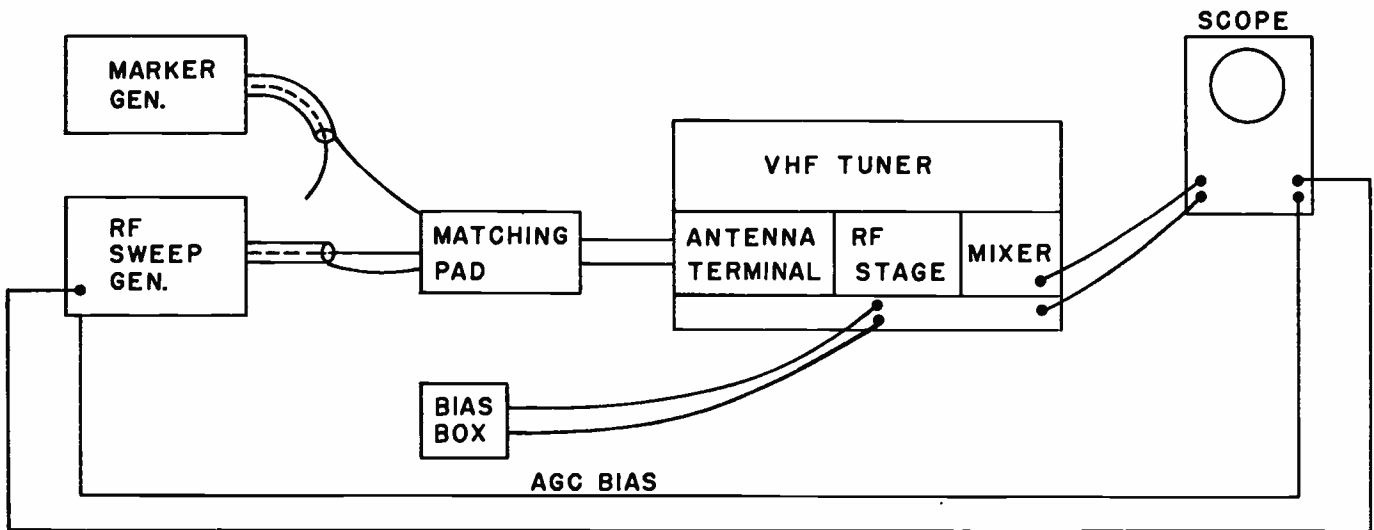 SCOPE
MARKER
GEN.
VHF TUNER
RF
SWEEP
GEN.
MATCHING
PAD
ANTENNA
TERMINAL
RF
STAGE
MIXER
BIAS
BOX
AGC BIAS